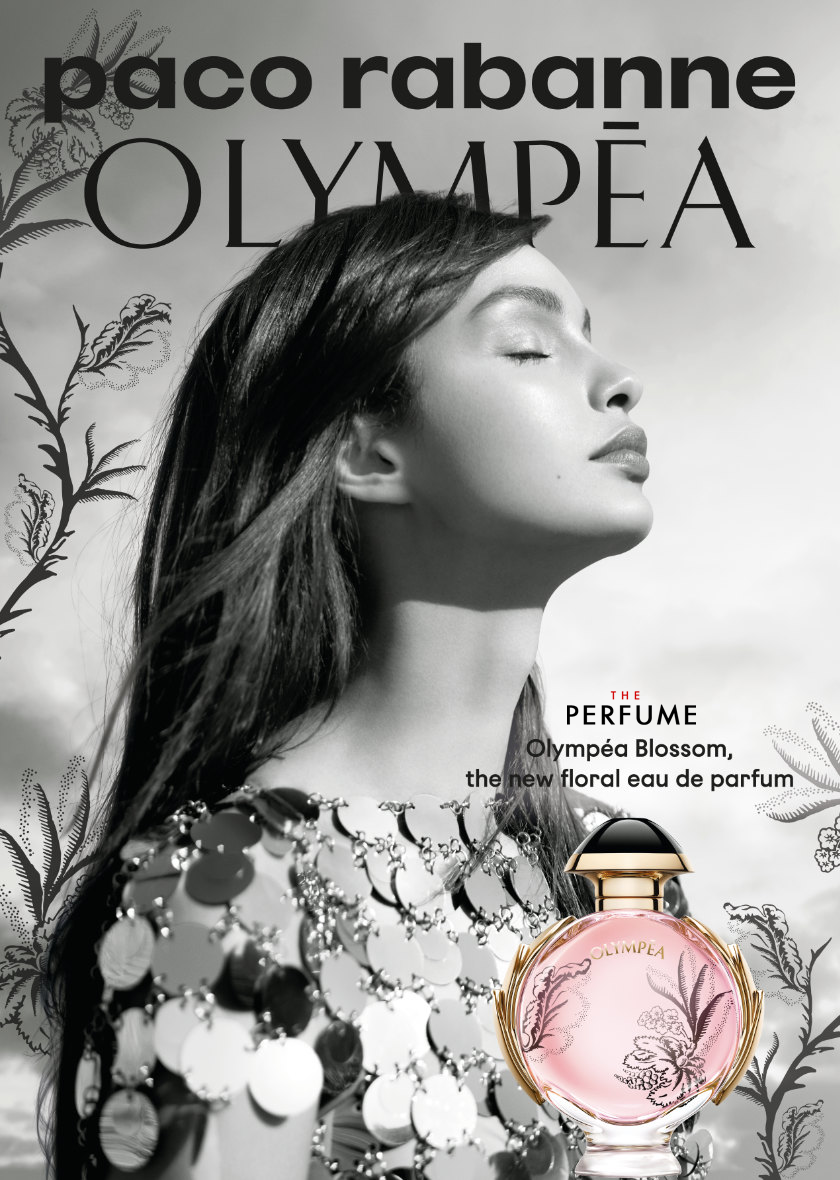 paco rabanne
OLYMPĒA
THE
PERFUME
Olympéa Blossom,
the new floral eau de parfum
OLYMPĒA